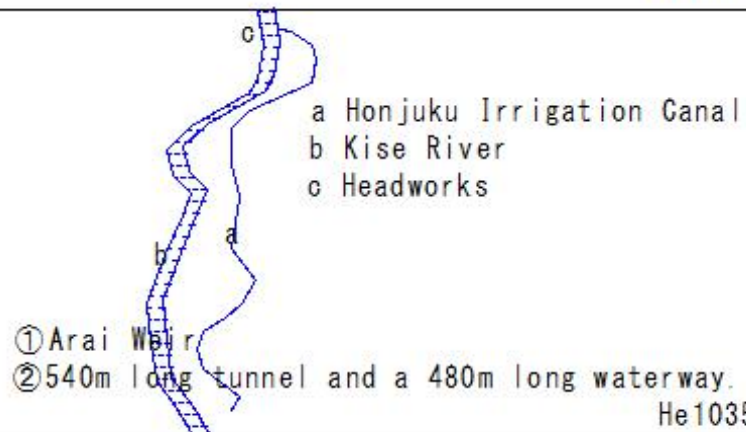 c
a Honjuku Irrigation Canal
b Kise River
c Headworks
a
b
①Arai Weir
②540m long tunnel and a 480m long waterway.
He1035